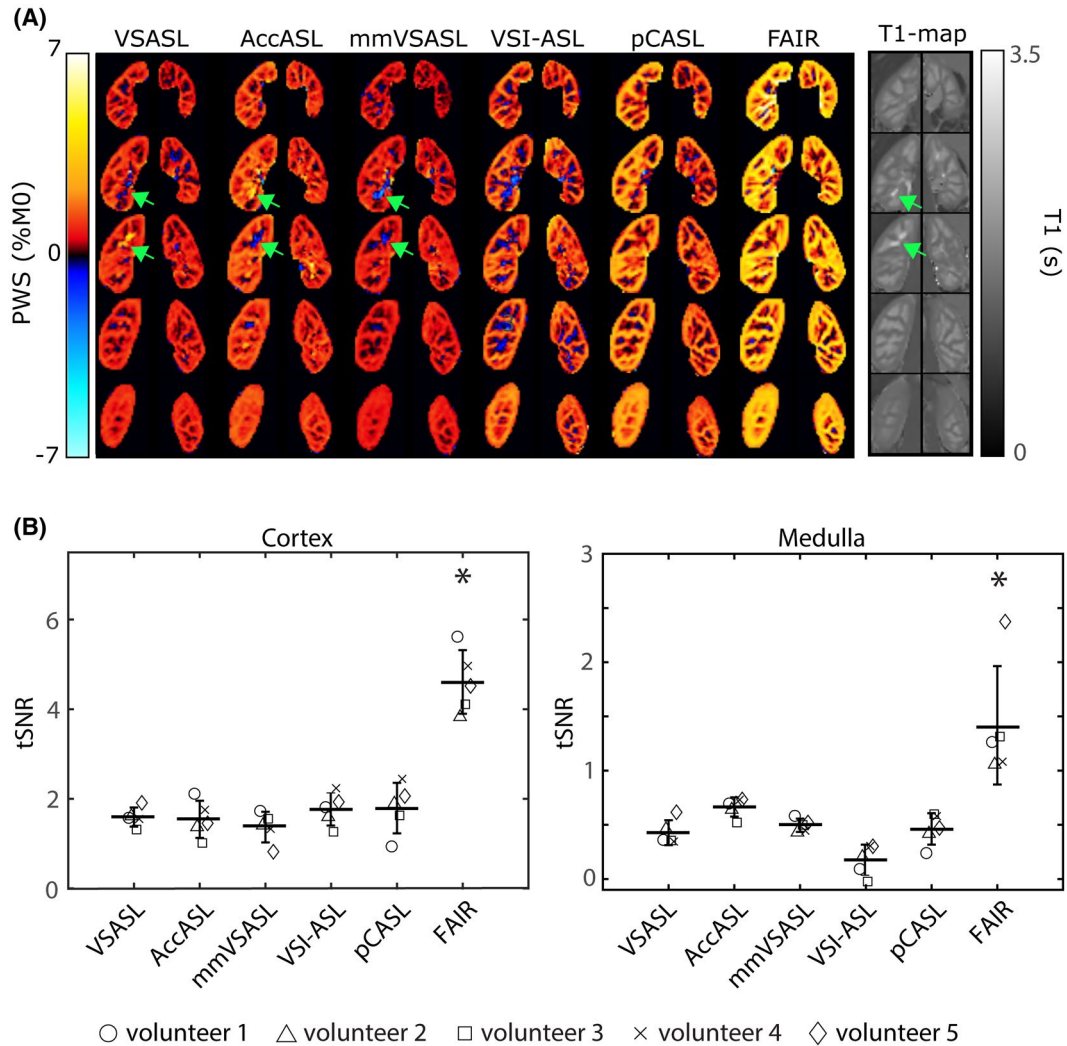 (A)
VSASL AccASL mmVSASL VSI-ASL pCASL FAIR T1-map
7
0
-7
PWS (%M0)
3.5
0
T1 (s)
(B)
Cortex
6
4
2
0
tSNR
*
VSASL AccASL mmVSASL VSI-ASL pCASL FAIR
Medulla
3
2
1
0
tSNR
*
VSASL AccASL mmVSASL VSI-ASL pCASL FAIR
volunteer 1 volunteer 2 volunteer 3 volunteer 4 volunteer 5